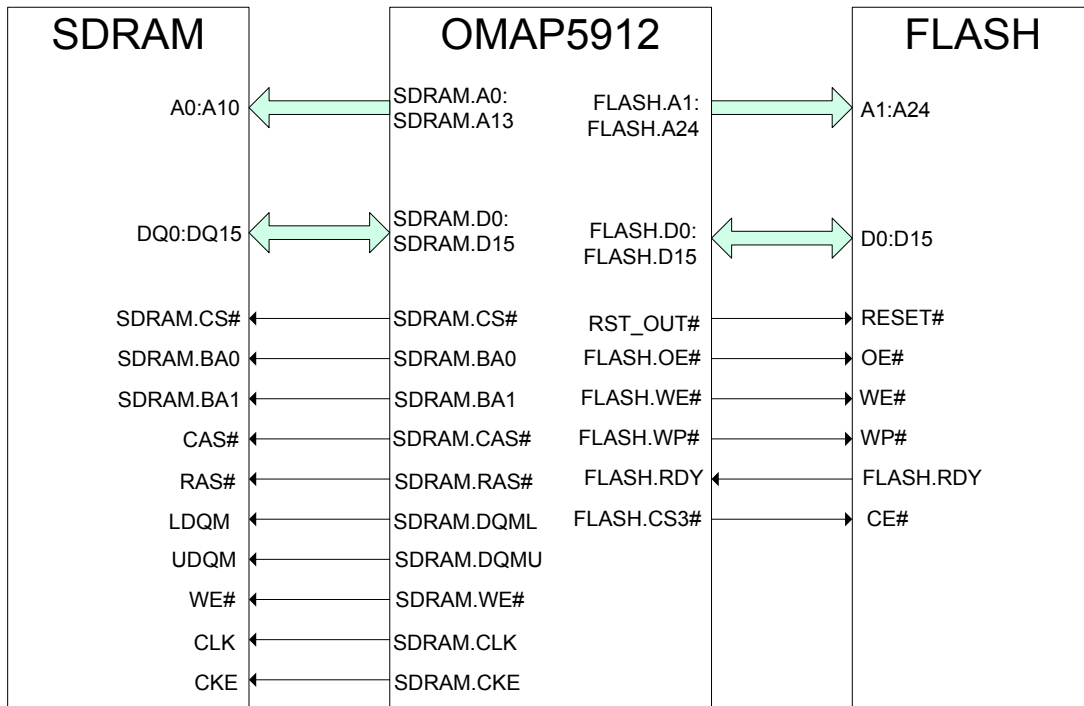 SDRAM
OMAP5912
FLASH
A0:A10
SDRAM.A0:
SDRAM.A13
FLASH.A1:
FLASH.A24
A1:A24
DQ0:DQ15
SDRAM.D0:
SDRAM.D15
FLASH.D0:
FLASH.D15
D0:D15
SDRAM.CS#
SDRAM.CS#
RST_OUT#
RESET#
SDRAM.BA0
SDRAM.BA0
FLASH.OE#
OE#
SDRAM.BA1
SDRAM.BA1
FLASH.WE#
WE#
CAS#
SDRAM.CAS#
FLASH.WP#
WP#
RAS#
SDRAM.RAS#
FLASH.RDY
FLASH.RDY
LDQM
SDRAM.DQML
FLASH.CS3#
CE#
UDQM
SDRAM.DQMU
WE#
SDRAM.WE#
CLK
SDRAM.CLK
CKE
SDRAM.CKE